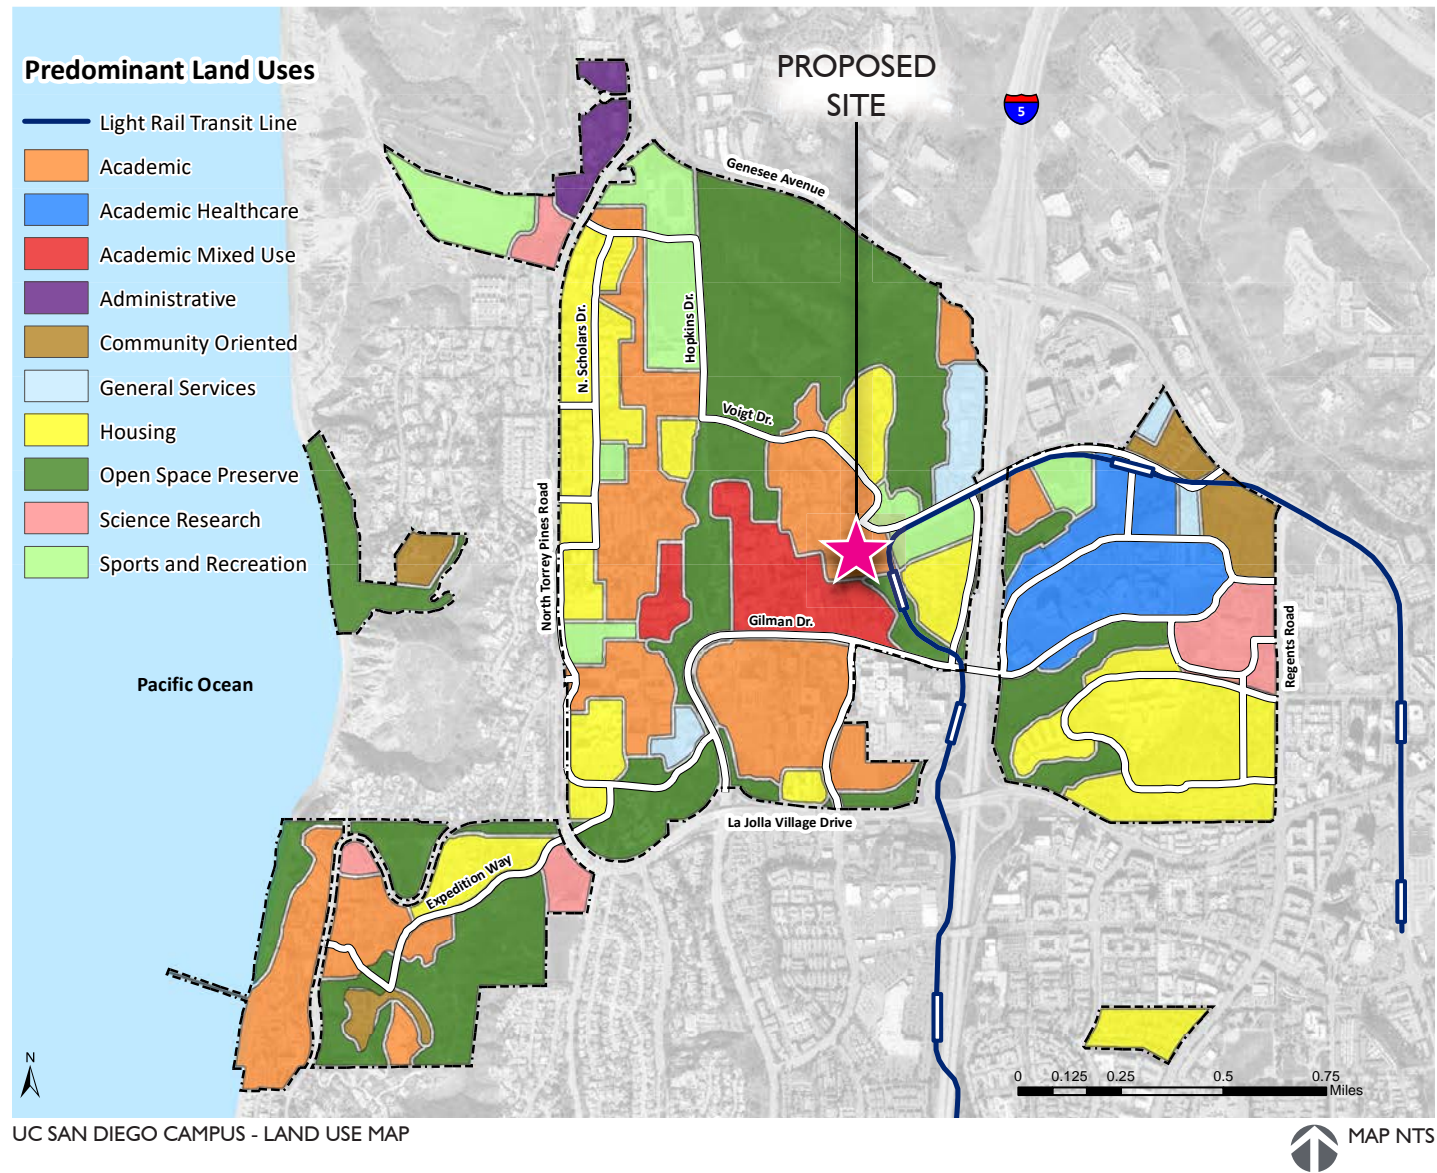 Predominant Land Uses
Light Rail Transit Line
Academic
Academic Healthcare
Academic Mixed Use
Administrative
Community Oriented
General Services
Housing
Open Space Preserve
Science Research
Sports and Recreation
PROPOSED
SITE
5
Genesee Avenue
N. Scholars Dr.
Hopkins Dr.
Voigt Dr.
North Torrey Pines Road
Gilman Dr.
Regents Road
Pacific Ocean
La Jolla Village Drive
Expedition Way
N
0 0.125 0.25 0.5 0.75
Miles
UC SAN DIEGO CAMPUS - LAND USE MAP
MAP NTS